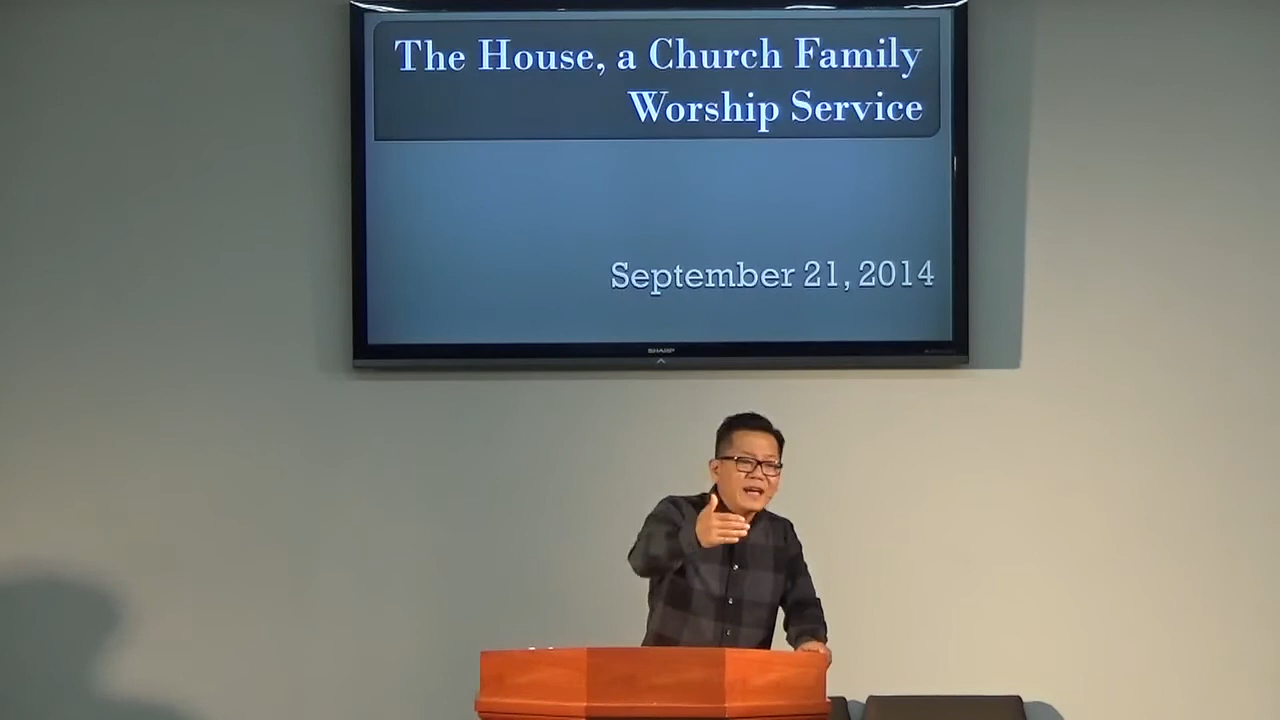 The House, a Church Family
Worship Service
September 21, 2014
SHARP